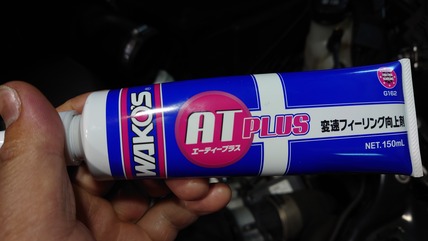 WAKO'S
AT PLUS
エーティープラス
変速フィーリング向上剤
NET.150mL
G162